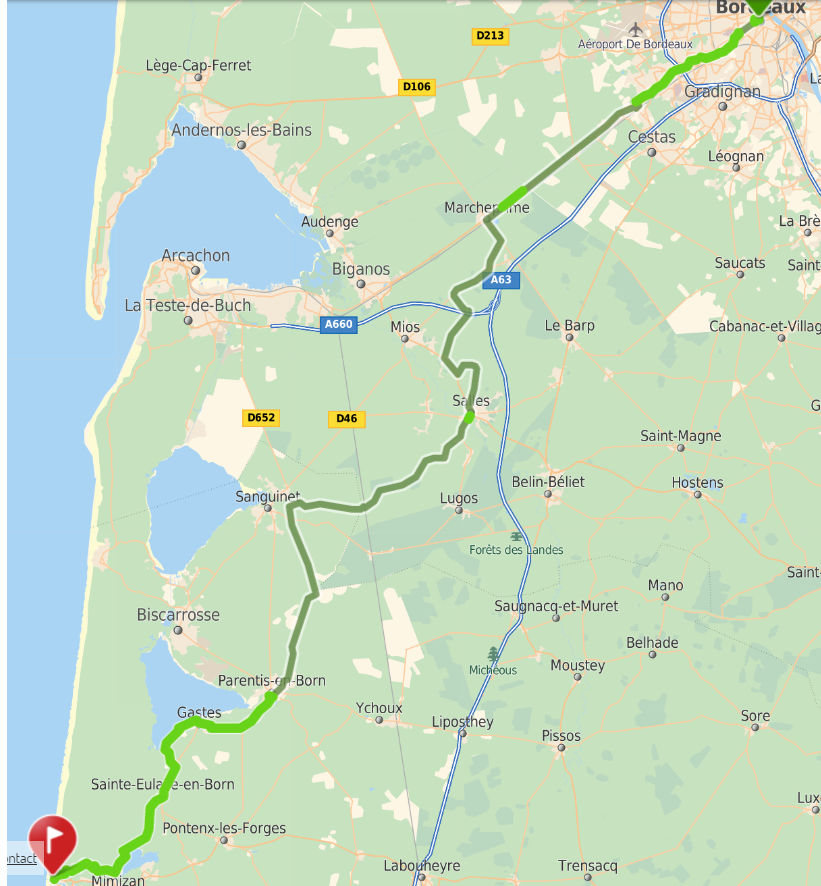 Bordeaux
D213
Aéroport De Bordeaux
Lège-Cap-Ferret
D106
Gradignan
Andernos-les-Bains
Cestas
Léognan
Audenge
La Brè
Arcachon
Saucats
Saint-
Biganos
A63
La Teste-de-Buch
A660
Mios
Le Barp
Cabanac-et-Villag
Salles
D652
D46
Saint-Magne
Belin-Béliet
Hostens
Sanguinet
Lugos
Forêts des Landes
Saint-
Mano
Saugnacq-et-Muret
Biscarrosse
Belhade
Moustey
Micheous
Parentis-en-Born
Gastes
Ychoux
Liposthey
Sore
Pissos
Sainte-Eulalie-en-Born
Lux
Pontenx-les-Forges
ontact
Labouheyre
Trensacq
Mimizan